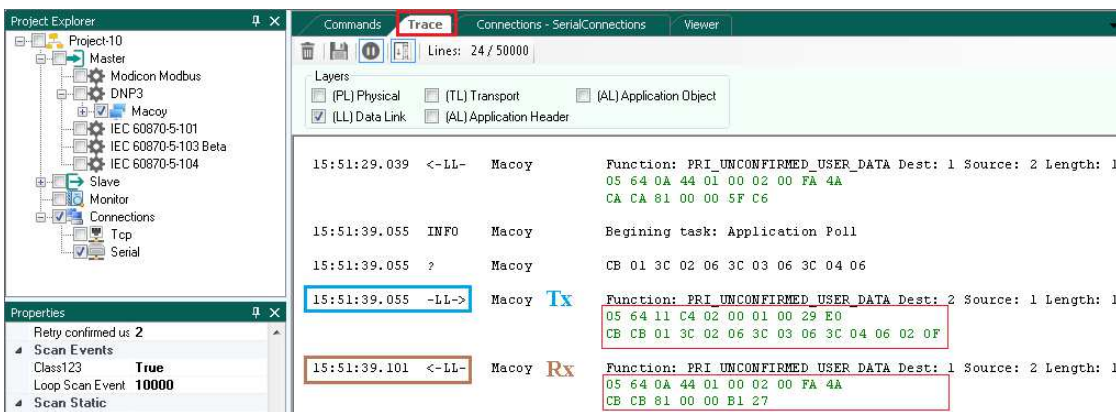 Project Explorer
Project-10
Master
Modicon Modbus
DNP3
Macoy
IEC 60870-5-101
IEC 60870-5-103 Beta
IEC 60870-5-104
Slave
Monitor
Connections
Tcp
Serial
Properties
Retry confirmed us 2
Scan Events
Class123 True
Loop Scan Event 10000
Scan Static
Commands Trace Connections - SerialConnections Viewer
Lines: 24 / 50000
Layers
(PL) Physical (TL) Transport (AL) Application Object
(LL) Data Link (AL) Application Header
15:51:29.039 <-LL- Macoy Function: PRI_UNCONFIRMED_USER_DATA Dest: 1 Source: 2 Length: 1
05 64 0A 44 01 00 02 00 FA 4A
CA CA 81 00 00 5F C6
15:51:39.055 INFO Macoy Begining task: Application Poll
15:51:39.055 ? Macoy CB 01 3C 02 06 3C 03 06 3C 04 06
15:51:39.055 -LL-> Macoy Tx Function: PRI_UNCONFIRMED_USER_DATA Dest: 2 Source: 1 Length: 1
05 64 11 C4 02 00 01 00 29 E0
CB CB 01 3C 02 06 3C 03 06 3C 04 06 02 0F
15:51:39.101 <-LL- Macoy Rx Function: PRI_UNCONFIRMED_USER_DATA Dest: 1 Source: 2 Length: 1
05 64 0A 44 01 00 02 00 FA 4A
CB CB 81 00 00 B1 27